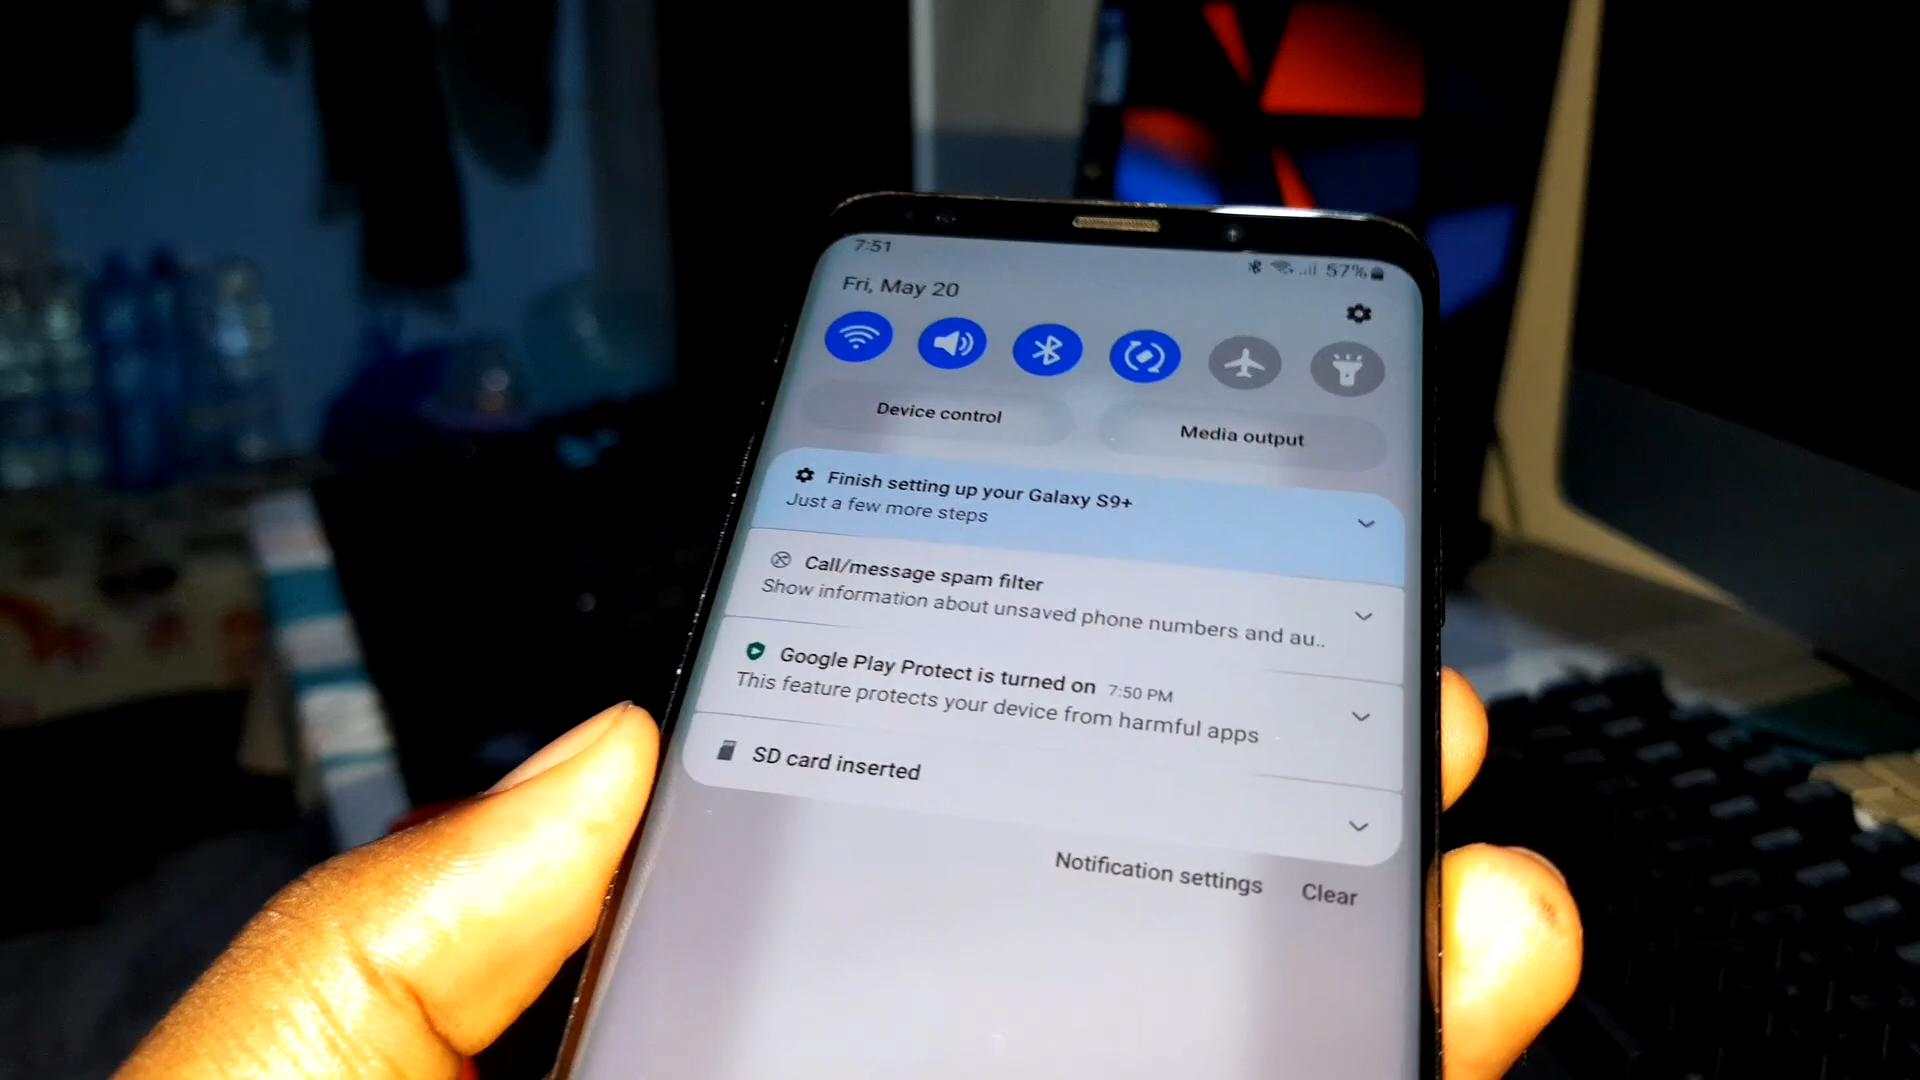 7:51
57%
Fri, May 20
Device control
Media output
Finish setting up your Galaxy S9+
Just a few more steps
Call/message spam filter
Show information about unsaved phone numbers and au..
Google Play Protect is turned on 7:50 PM
This feature protects your device from harmful apps
SD card inserted
Notification settings
Clear